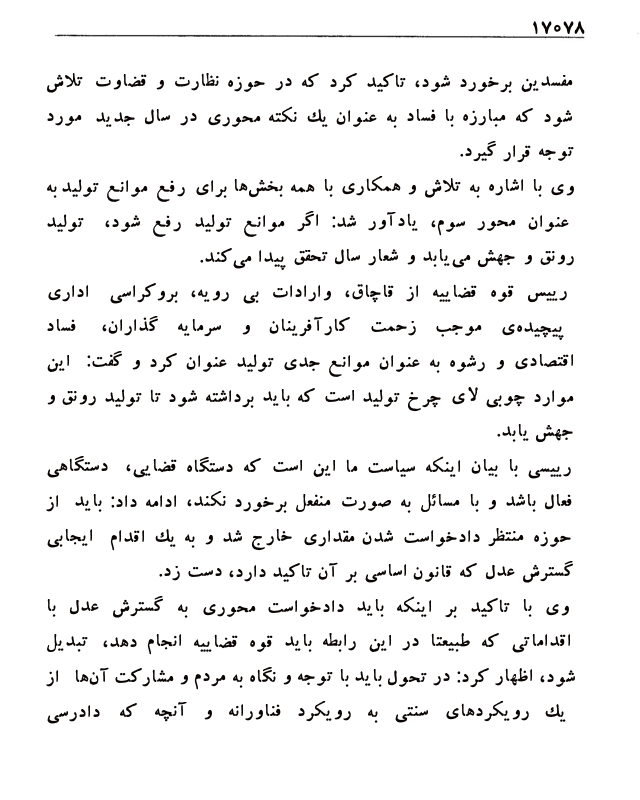 ۱۷۰۷۸
مفسدین برخورد شود، تاکید کرد که در حوزه نظارت و قضاوت تلاش
شود که مبارزه با فساد به عنوان یك نکته محوری در سال جدید مورد
توجه قرار گیرد.
وی با اشاره به تلاش و همکاری با همه بخش‌ها برای رفع موانع تولید به
عنوان محور سوم، یادآور شد: اگر موانع تولید رفع شود، تولید
رونق و جهش می‌یابد و شعار سال تحقق پیدا می‌کند.
رییس قوه قضاییه از قاچاق، وارادات بی رویه، بروکراسی اداری
پیچیده‌ی موجب زحمت کارآفرینان و سرمایه گذاران، فساد
اقتصادی و رشوه به عنوان موانع جدی تولید عنوان کرد و گفت: این
موارد چوبی لای چرخ تولید است که باید برداشته شود تا تولید رونق و
جهش یابد.
رییسی با بیان اینکه سیاست ما این است که دستگاه قضایی، دستگاهی
فعال باشد و با مسائل به صورت منفعل برخورد نکند، ادامه داد: باید از
حوزه منتظر دادخواست شدن مقداری خارج شد و به یك اقدام ایجابی
گسترش عدل که قانون اساسی بر آن تاکید دارد، دست زد.
وی با تاکید بر اینکه باید دادخواست محوری به گسترش عدل با
اقداماتی که طبیعتا در این رابطه باید قوه قضاییه انجام دهد، تبدیل
شود، اظهار کرد: در تحول باید با توجه و نگاه به مردم و مشارکت آن‌ها از
یك رویکردهای سنتی به رویکرد فناورانه و آنچه که دادرسی